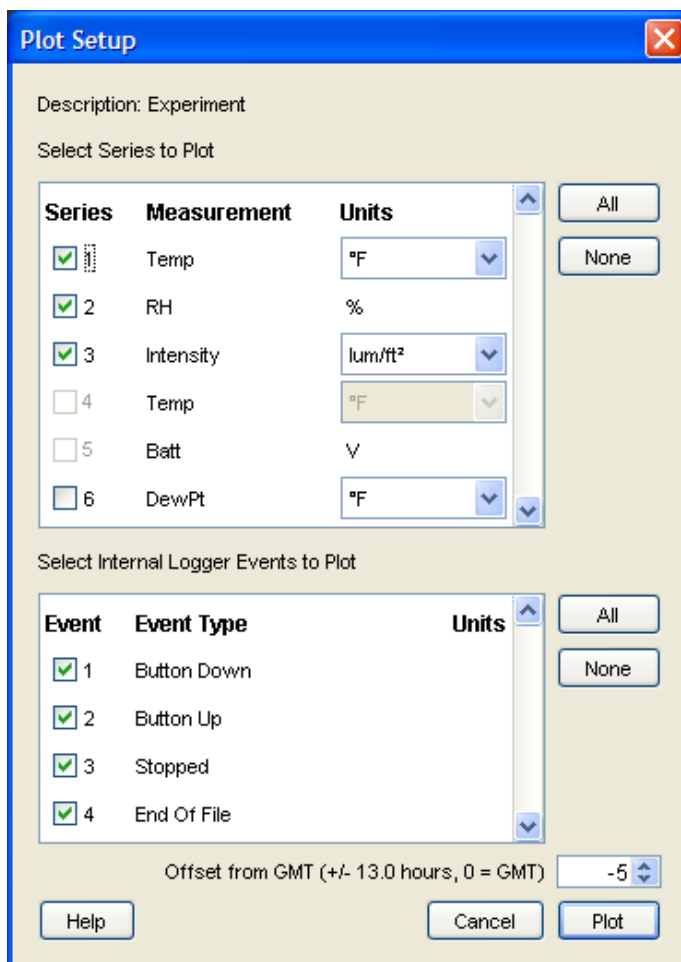 Plot Setup
Description: Experiment
Select Series to Plot
Series Measurement Units
All
1 Temp °F
None
2 RH %
3 Intensity lum/ft²
4 Temp °F
5 Batt V
6 DewPt °F
Select Internal Logger Events to Plot
Event Event Type Units
All
1 Button Down
None
2 Button Up
3 Stopped
4 End Of File
Offset from GMT (+/- 13.0 hours, 0 = GMT) -5
Help Cancel Plot